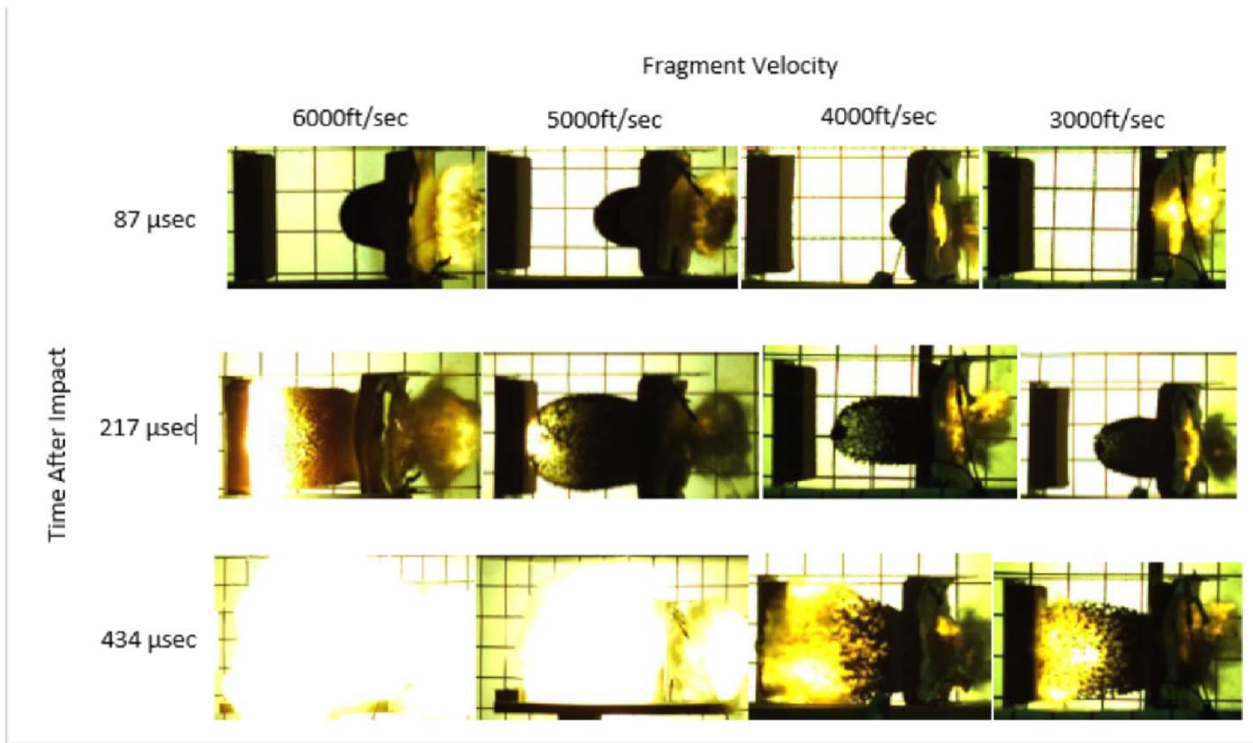 Fragment Velocity
6000ft/sec
5000ft/sec
4000ft/sec
3000ft/sec
87 μsec
Time After Impact
217 μsec
434 μsec